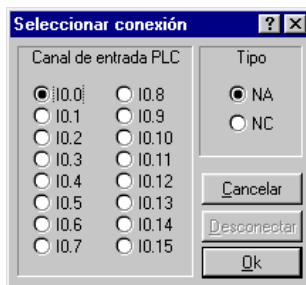 Seleccionar conexión
Canal de entrada PLC
I0.0 I0.8
I0.1 I0.9
I0.2 I0.10
I0.3 I0.11
I0.4 I0.12
I0.5 I0.13
I0.6 I0.14
I0.7 I0.15
Tipo
NA
NC
Cancelar
Desconectar
Ok